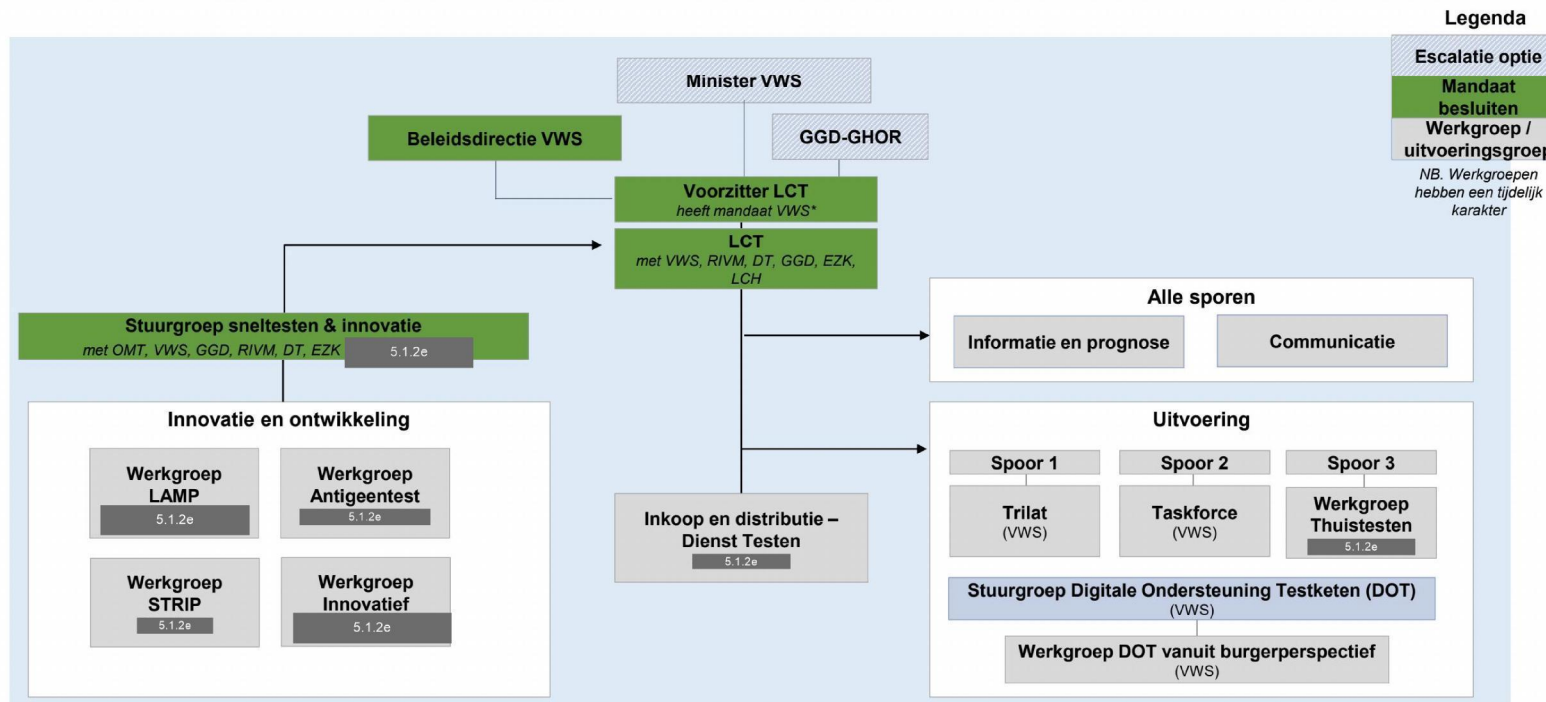 Legenda
Escalatie optie
Mandaat
besluiten
Werkgroep /
uitvoeringsgroep
NB. Werkgroepen
hebben een tijdelijk
karakter
Minister VWS
Beleidsdirectie VWS
GGD-GHOR
Voorzitter LCT
heeft mandaat VWS*
LCT
met VWS, RIVM, DT, GGD, EZK,
LCH
Stuurgroep sneltesten & innovatie
met OMT, VWS, GGD, RIVM, DT, EZK 5.1.2e
Innovatie en ontwikkeling
Werkgroep
LAMP
5.1.2e
Werkgroep
Antigeentest
5.1.2e
Werkgroep
STRIP
5.1.2e
Werkgroep
Innovatief
5.1.2e
Inkoop en distributie –
Dienst Testen
5.1.2e
Alle sporen
Informatie en prognose
Communicatie
Uitvoering
Spoor 1
Trilat
(VWS)
Spoor 2
Taskforce
(VWS)
Spoor 3
Werkgroep
Thuistesten
5.1.2e
Stuurgroep Digitale Ondersteuning Testketen (DOT)
(VWS)
Werkgroep DOT vanuit burgerperspectief
(VWS)